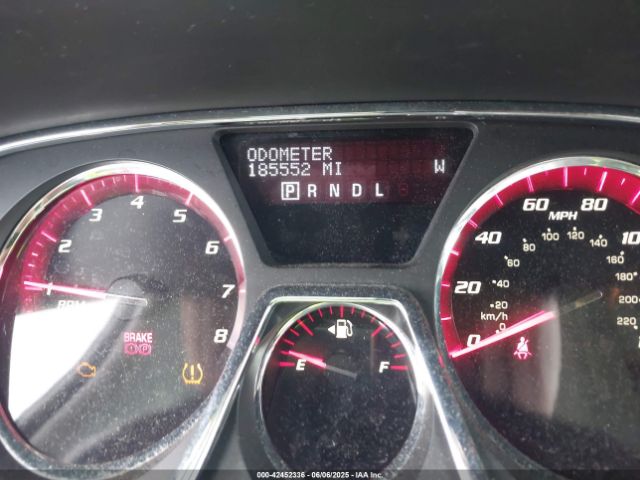 ODOMETER
185552 MI
W
P R N D L
1 2 3 4 5 6 7 8
RPM
BRAKE
P
E F
0 20 40 60 80
MPH
0 20 40 60 80 100 120 140 160 180 200 220
km/h
000-42452336 - 06/06/2025 - IAA Inc.